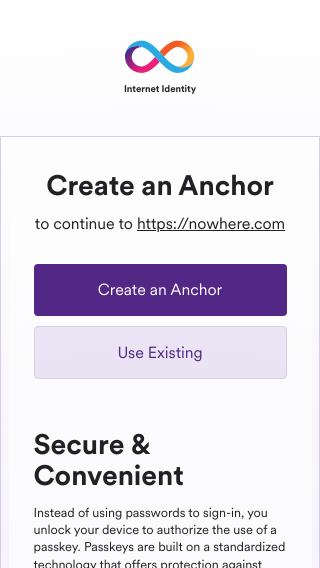 Internet Identity
Create an Anchor
to continue to https://nowhere.com
Create an Anchor
Use Existing
Secure &
Convenient
Instead of using passwords to sign-in, you
unlock your device to authorize the use of a
passkey. Passkeys are built on a standardized
technology that offers protection against